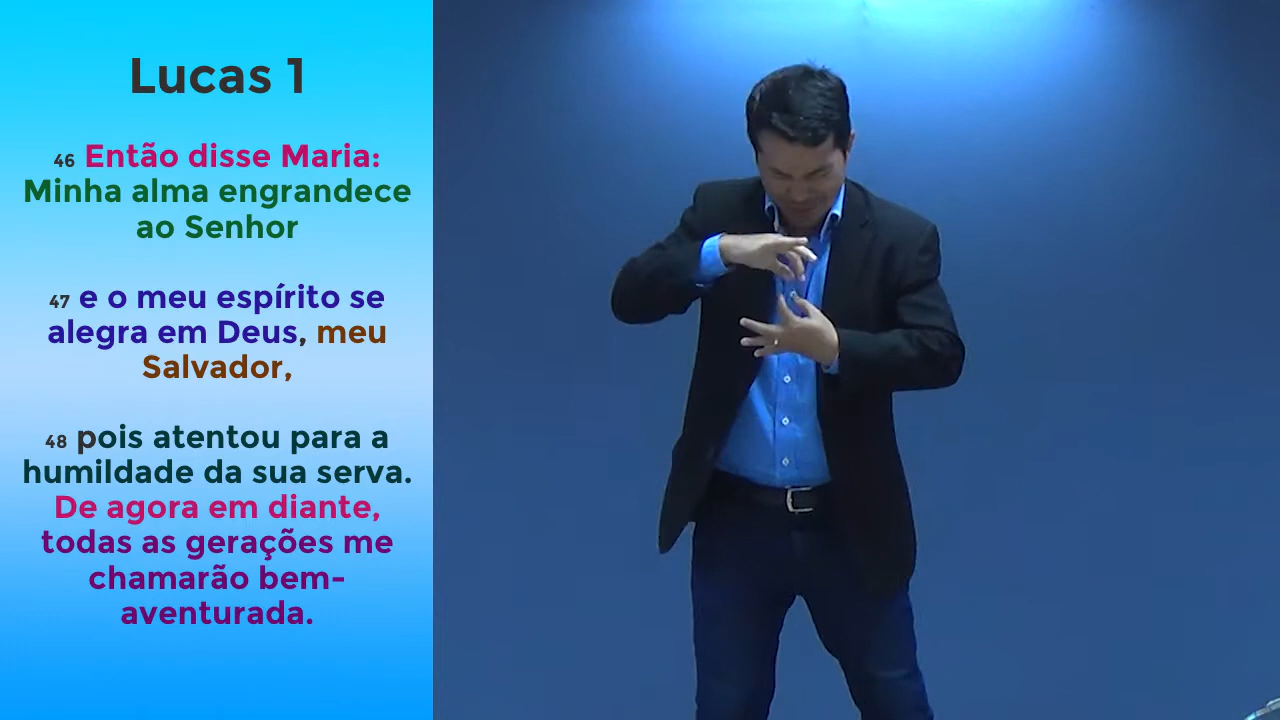 Lucas 1
46 Então disse Maria:
Minha alma engrandece
ao Senhor
47 e o meu espírito se
alegra em Deus, meu
Salvador,
48 pois atentou para a
humildade da sua serva.
De agora em diante,
todas as gerações me
chamarão bem-
aventurada.